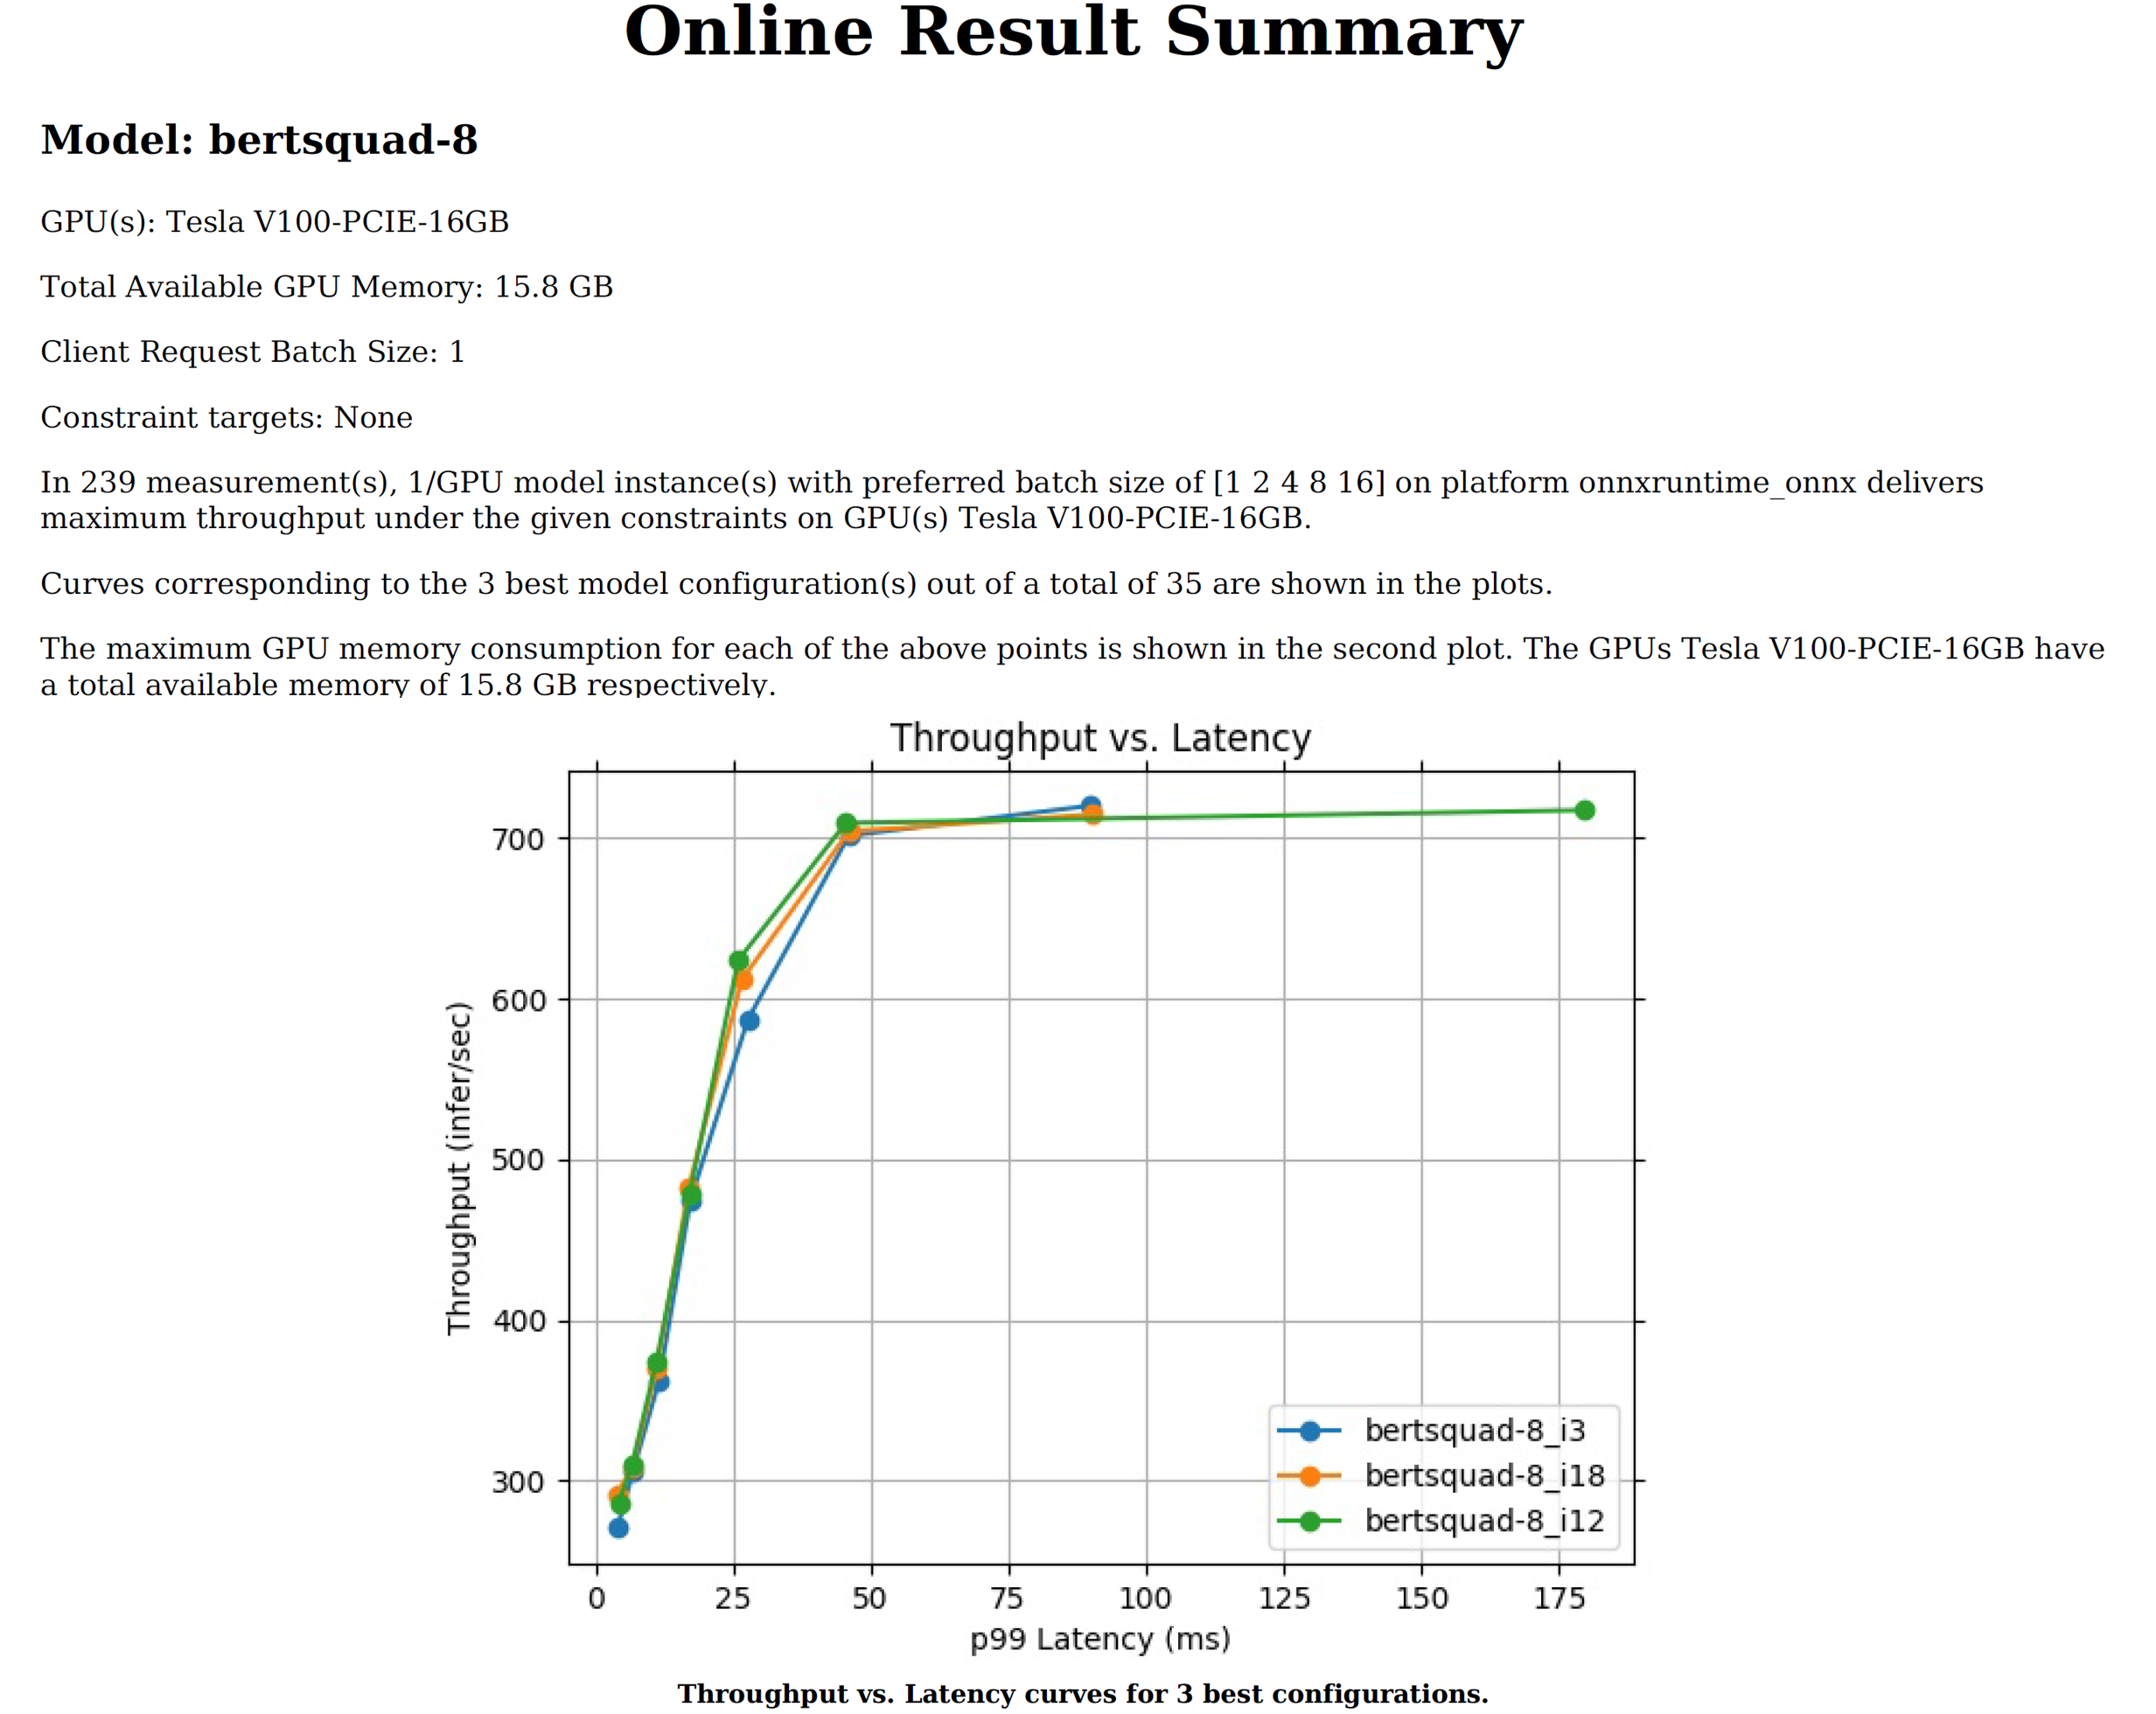 Online Result Summary
Model: bertsquad-8
GPU(s): Tesla V100-PCIE-16GB
Total Available GPU Memory: 15.8 GB
Client Request Batch Size: 1
Constraint targets: None
In 239 measurement(s), 1/GPU model instance(s) with preferred batch size of [1 2 4 8 16] on platform onnxruntime_onnx delivers
maximum throughput under the given constraints on GPU(s) Tesla V100-PCIE-16GB.
Curves corresponding to the 3 best model configuration(s) out of a total of 35 are shown in the plots.
The maximum GPU memory consumption for each of the above points is shown in the second plot. The GPUs Tesla V100-PCIE-16GB have
a total available memory of 15.8 GB respectively.
Throughput vs. Latency
Throughput (infer/sec)
700
600
500
400
300
bertsquad-8_i3
bertsquad-8_i18
bertsquad-8_i12
0 25 50 75 100 125 150 175
p99 Latency (ms)
Throughput vs. Latency curves for 3 best configurations.